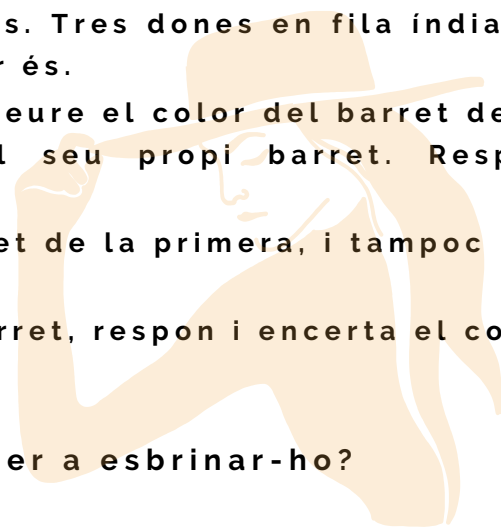 s. Tres dones en fila índia
r és.
eure el color del barret de
l seu propi barret. Resp
et de la primera, i tampoc
rret, respon i encerta el co
er a esbrinar-ho?